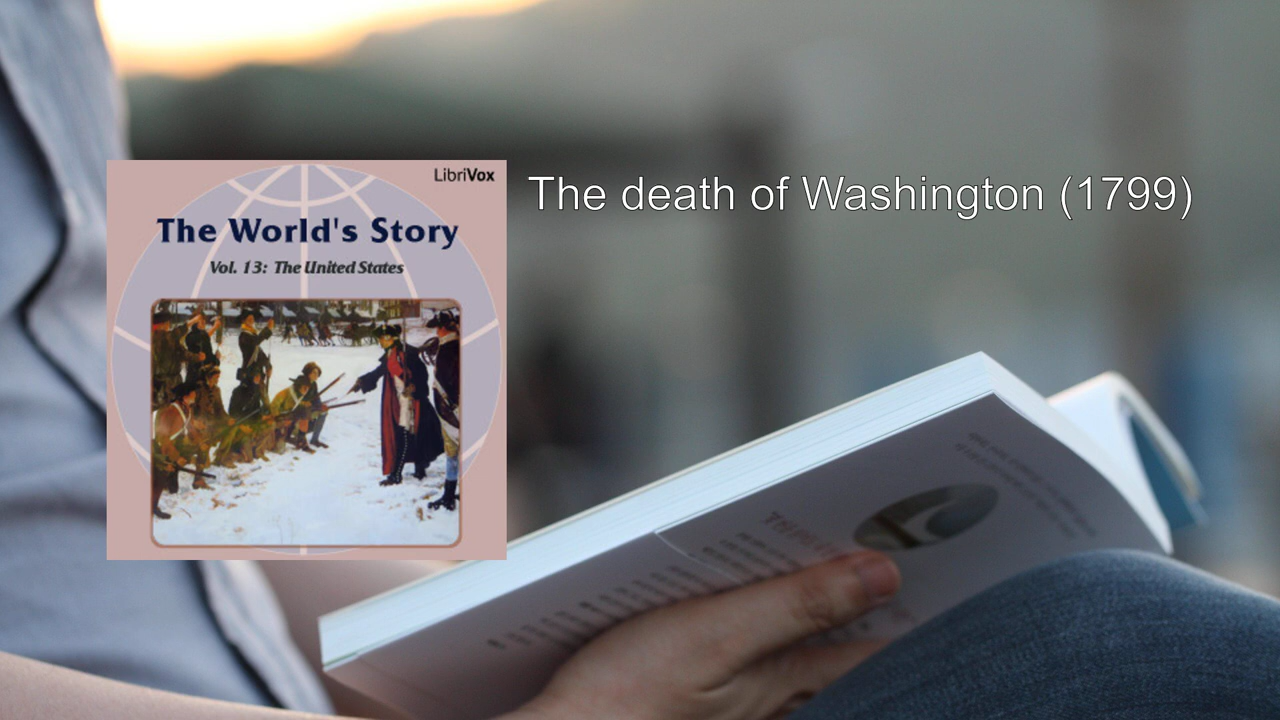 LibriVox
The World's Story
Vol. 13: The United States
The death of Washington (1799)